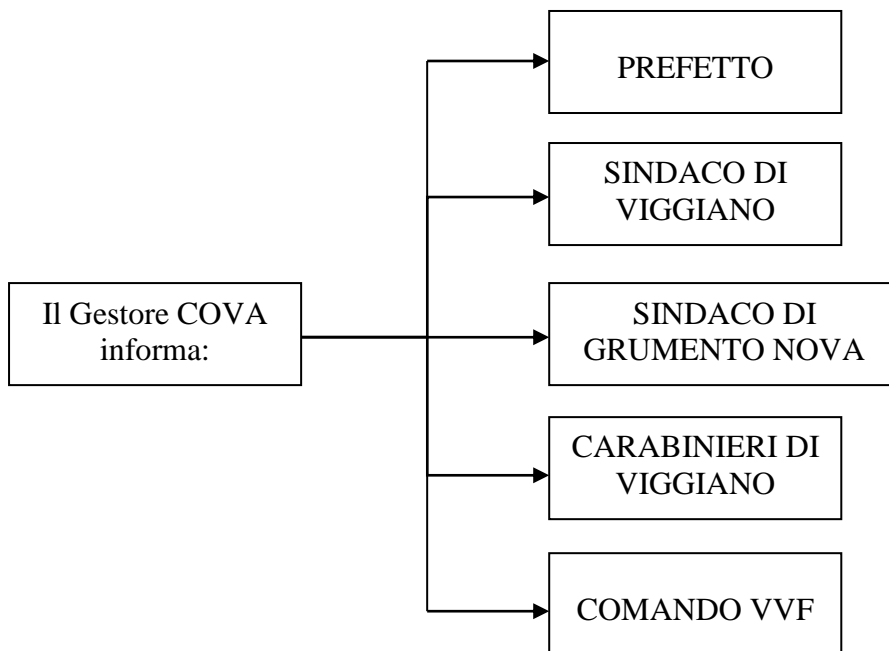 PREFETTO
SINDACO DI
VIGGIANO
Il Gestore COVA
informa:
SINDACO DI
GRUMENTO NOVA
CARABINIERI DI
VIGGIANO
COMANDO VVF